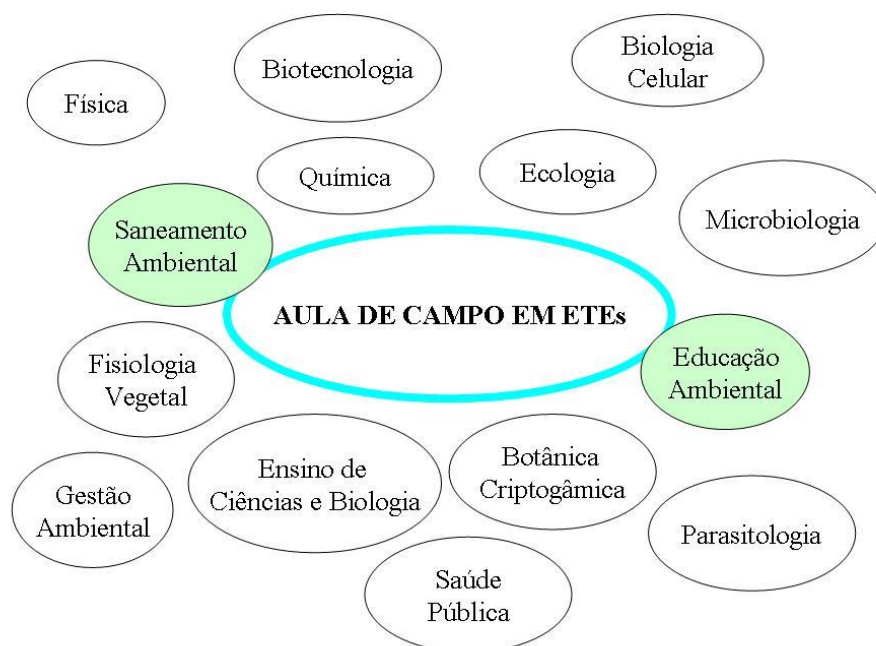 Biotecnologia
Biologia
Celular
Física
Química
Ecologia
Microbiologia
Saneamento
Ambiental
AULA DE CAMPO EM ETEs
Educação
Ambiental
Fisiologia
Vegetal
Ensino de
Ciências e Biologia
Botânica
Criptogâmica
Gestão
Ambiental
Parasitologia
Saúde
Pública